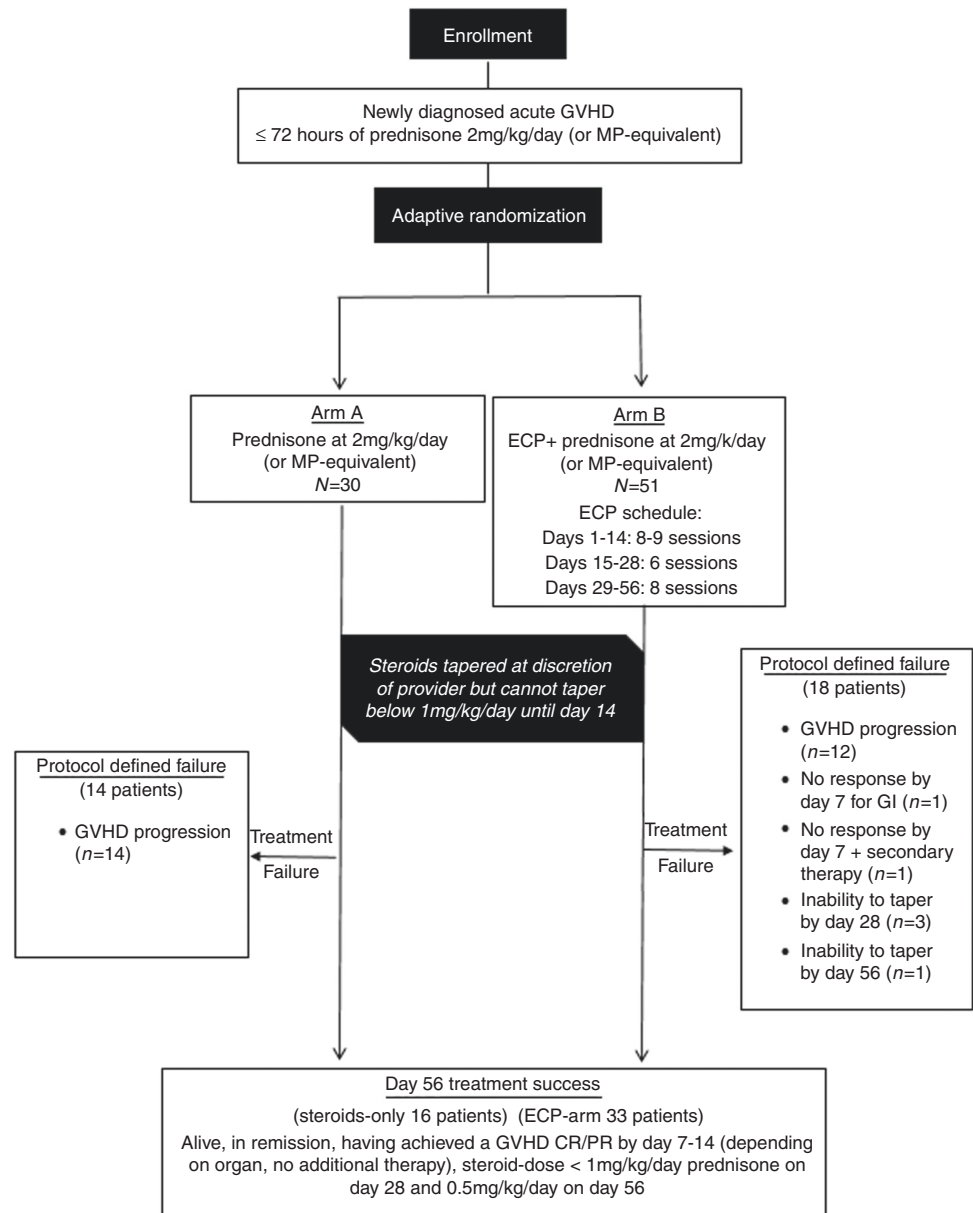 Enrollment
Newly diagnosed acute GVHD
≤ 72 hours of prednisone 2mg/kg/day (or MP-equivalent)
Adaptive randomization
Arm A
Prednisone at 2mg/kg/day
(or MP-equivalent)
N=30
Arm B
ECP+ prednisone at 2mg/k/day
(or MP-equivalent)
N=51
ECP schedule:
Days 1-14: 8-9 sessions
Days 15-28: 6 sessions
Days 29-56: 8 sessions
Steroids tapered at discretion
of provider but cannot taper
below 1mg/kg/day until day 14
Protocol defined failure
(14 patients)
• GVHD progression
(n=14)
Treatment
Failure
Treatment
Failure
Protocol defined failure
(18 patients)
• GVHD progression
(n=12)
• No response by
day 7 for GI (n=1)
• No response by
day 7 + secondary
therapy (n=1)
• Inability to taper
by day 28 (n=3)
• Inability to taper
by day 56 (n=1)
Day 56 treatment success
(steroids-only 16 patients) (ECP-arm 33 patients)
Alive, in remission, having achieved a GVHD CR/PR by day 7-14 (depending
on organ, no additional therapy), steroid-dose < 1mg/kg/day prednisone on
day 28 and 0.5mg/kg/day on day 56